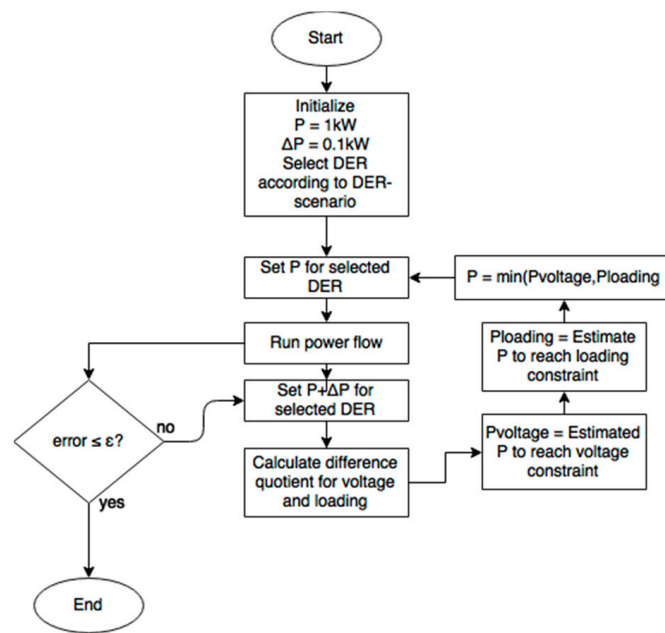 Start
Initialize
P = 1kW
ΔP = 0.1kW
Select DER
according to DER-
scenario
Set P for selected
DER
P = min(Pvoltage,Ploading
Run power flow
Ploading = Estimate
P to reach loading
constraint
Set P+ΔP for
selected DER
no
error ≤ ε?
Pvoltage = Estimated
P to reach voltage
constraint
Calculate difference
quotient for voltage
and loading
yes
End